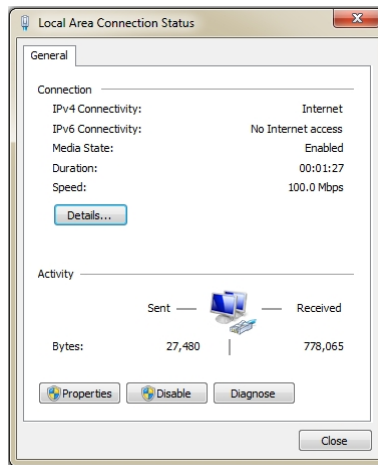 Local Area Connection Status
General
Connection
IPv4 Connectivity: Internet
IPv6 Connectivity: No Internet access
Media State: Enabled
Duration: 00:01:27
Speed: 100.0 Mbps
Details...
Activity
Sent Received
Bytes: 27,480 778,065
Properties Disable Diagnose
Close